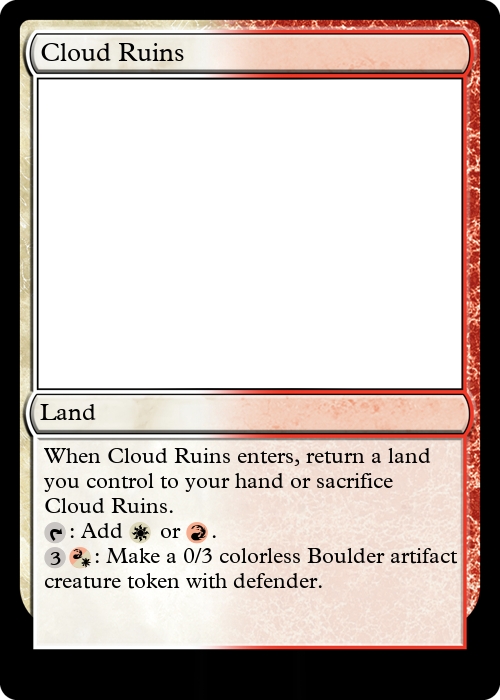 Cloud Ruins
Land
When Cloud Ruins enters, return a land
you control to your hand or sacrifice
Cloud Ruins.
: Add or .
3 : Make a 0/3 colorless Boulder artifact
creature token with defender.